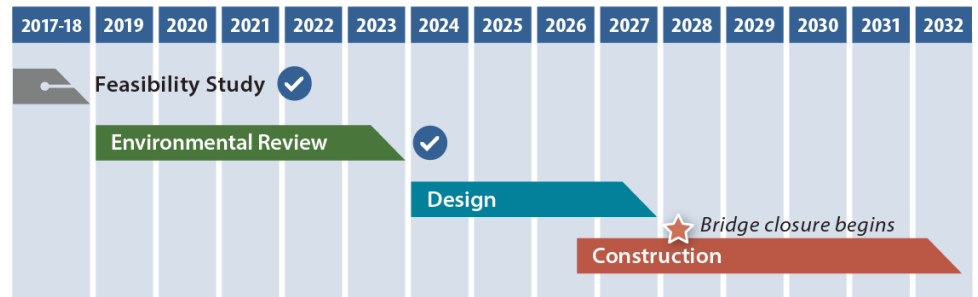 2017-18 2019 2020 2021 2022 2023 2024 2025 2026 2027 2028 2029 2030 2031 2032
Feasibility Study
Environmental Review
Design
Bridge closure begins
Construction